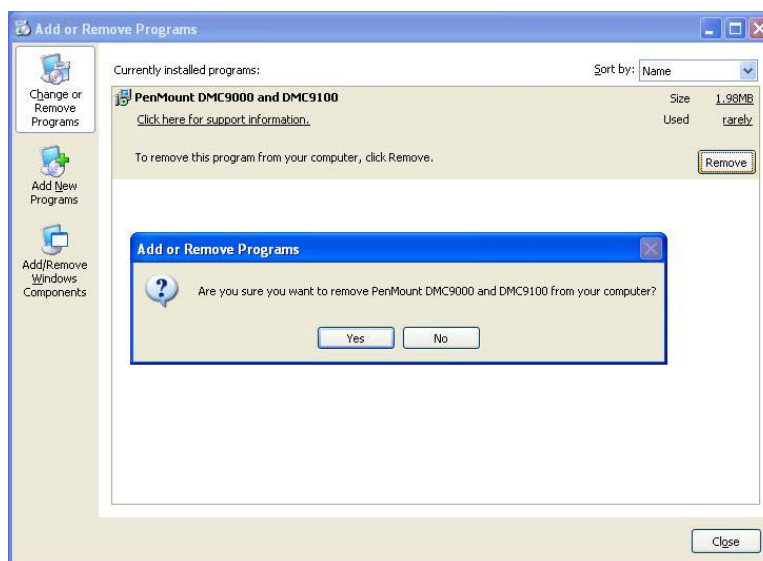 Add or Remove Programs
Change or
Remove
Programs
Add New
Programs
Add/Remove
Windows
Components
Currently installed programs:
Sort by: Name
PenMount DMC9000 and DMC9100
Size 1.98MB
Click here for support information.
Used rarely
To remove this program from your computer, click Remove.
Remove
Add or Remove Programs
Are you sure you want to remove PenMount DMC9000 and DMC9100 from your computer?
Yes No
Close